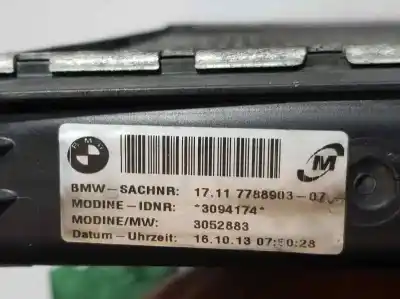 BMW
BMW-SACHNR: 17.11 7788903-07
MODINE-IDNR: *3094174*
MODINE/MW: 3052883
Datum-Uhrzeit: 16.10.13 07:50:28